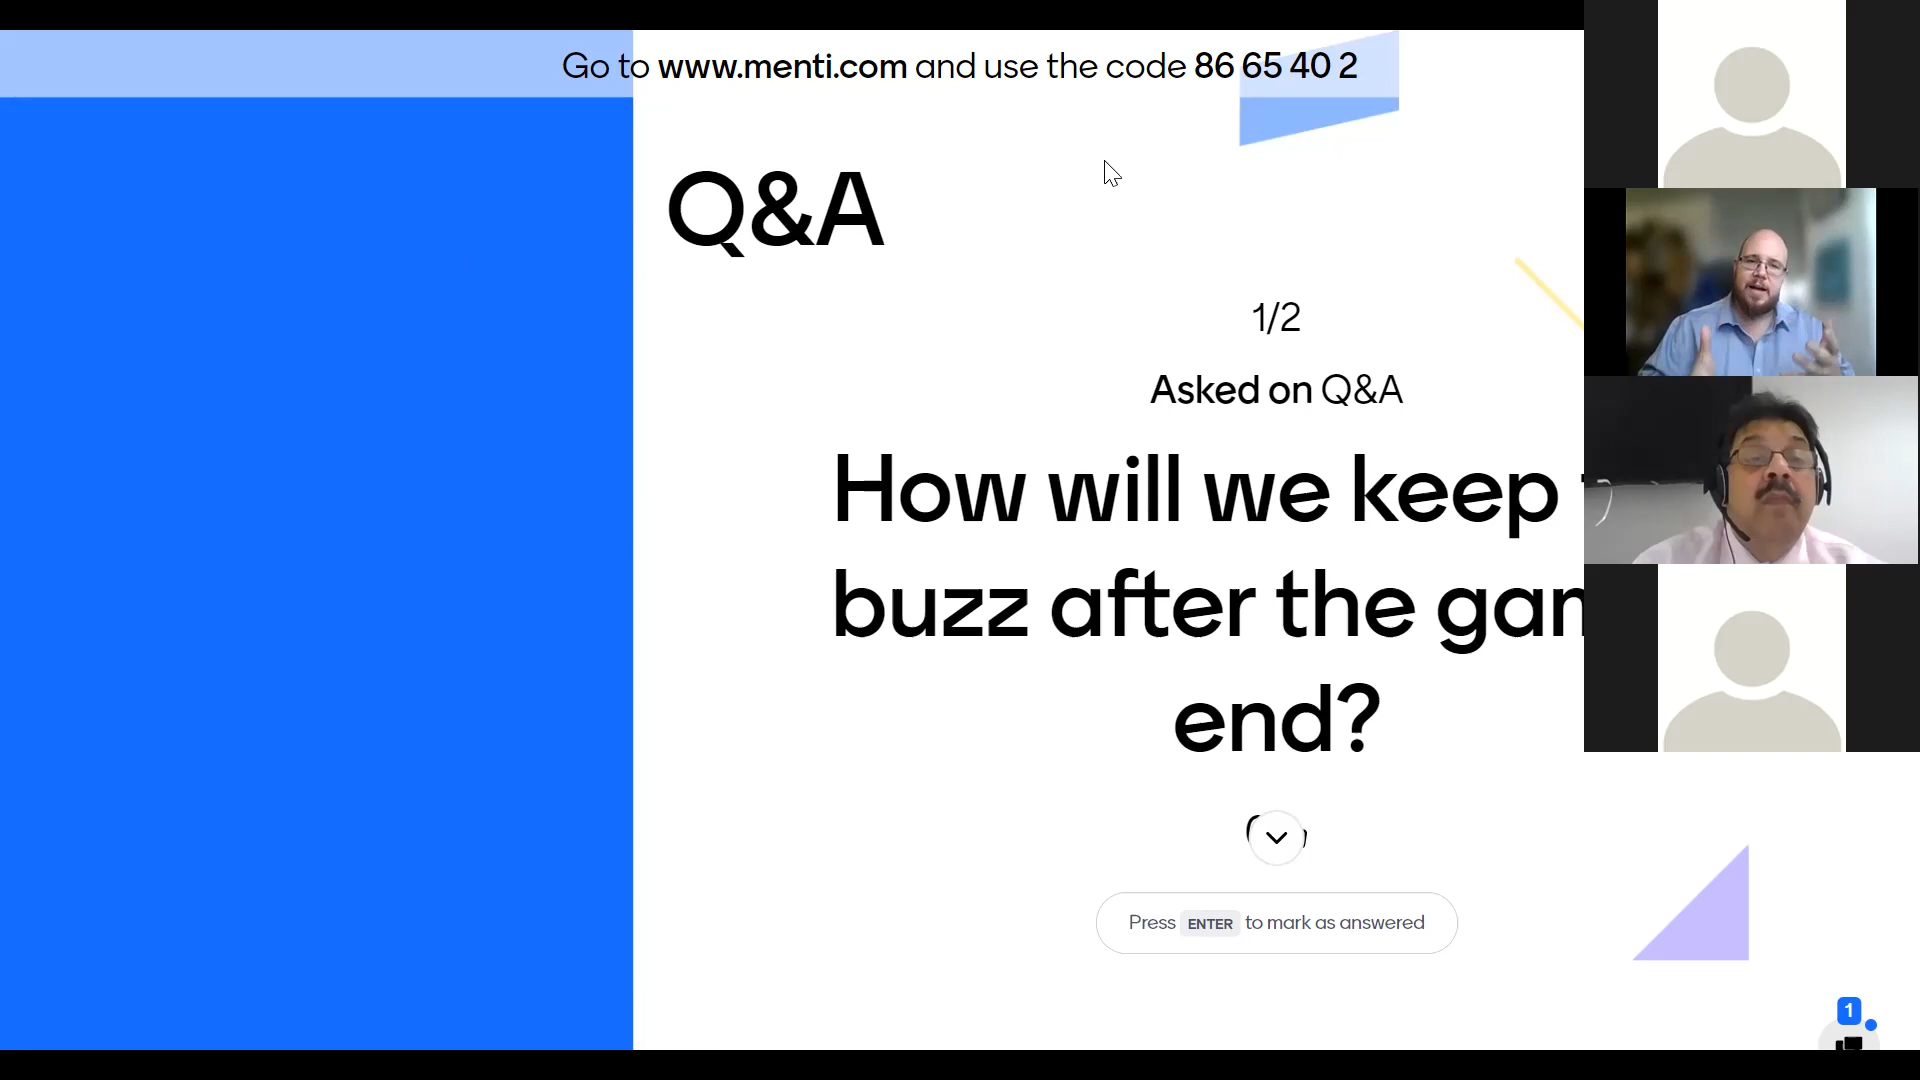 Go to www.menti.com and use the code 86 65 40 2
Q&A
1/2
Asked on Q&A
How will we keep
buzz after the
end?
Press ENTER to mark as answered
1